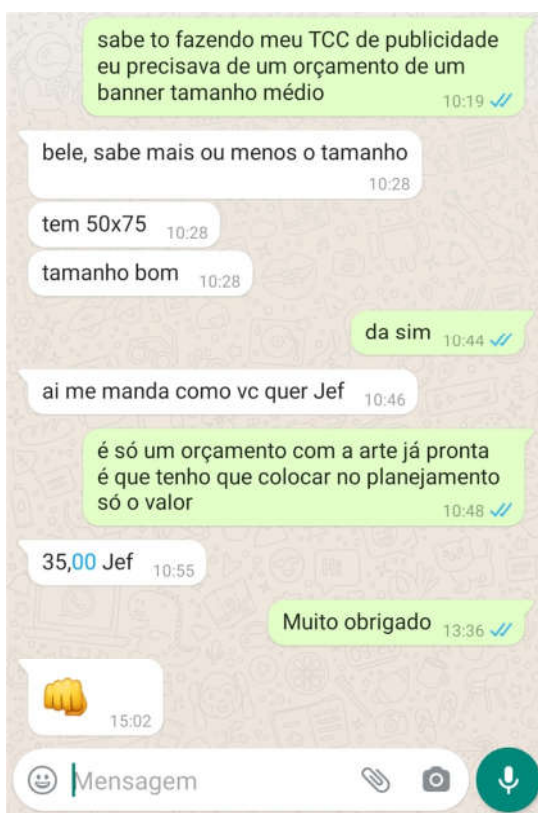 sabe to fazendo meu TCC de publicidade
eu precisava de um orçamento de um
banner tamanho médio
10:19
bele, sabe mais ou menos o tamanho
10:28
tem 50x75 10:28
tamanho bom 10:28
da sim 10:44
ai me manda como vc quer Jef 10:46
é só um orçamento com a arte já pronta
é que tenho que colocar no planejamento
só o valor
10:48
35,00 Jef 10:55
Muito obrigado 13:36
15:02
Mensagem